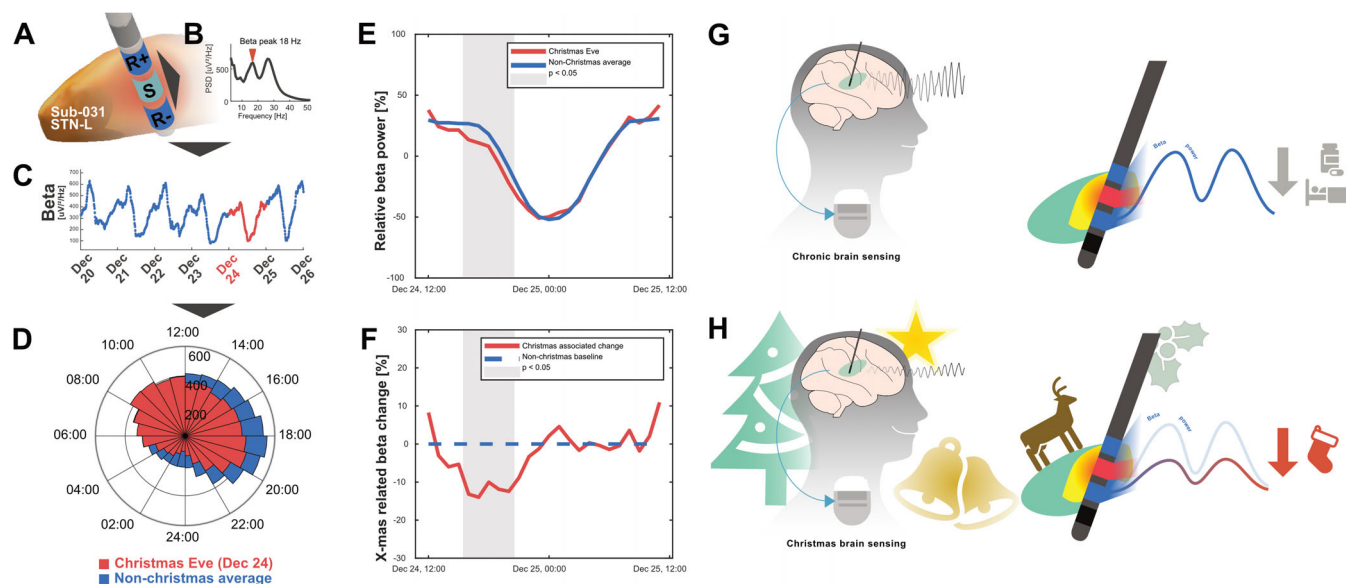 A
R+
S
R-
Sub-031
STN-L
B
Beta peak 18 Hz
PSD [uV²/Hz]
500
0
10 20 30 40 50
Frequency [Hz]
C
Beta
[uV²/Hz]
700
600
500
400
300
200
100
Dec 20
Dec 21
Dec 22
Dec 23
Dec 24
Dec 25
Dec 26
D
12:00
14:00
16:00
18:00
20:00
22:00
24:00
02:00
04:00
06:00
08:00
10:00
600
400
200
Christmas Eve (Dec 24)
Non-christmas average
E
Relative beta power [%]
100
50
0
-50
-100
Christmas Eve
Non-Christmas average
p < 0.05
Dec 24, 12:00
Dec 25, 00:00
Dec 25, 12:00
F
X-mas related beta change [%]
30
20
10
0
-10
-20
-30
Christmas associated change
Non-christmas baseline
p < 0.05
Dec 24, 12:00
Dec 25, 00:00
Dec 25, 12:00
G
Chronic brain sensing
Beta power
H
Christmas brain sensing
Beta power